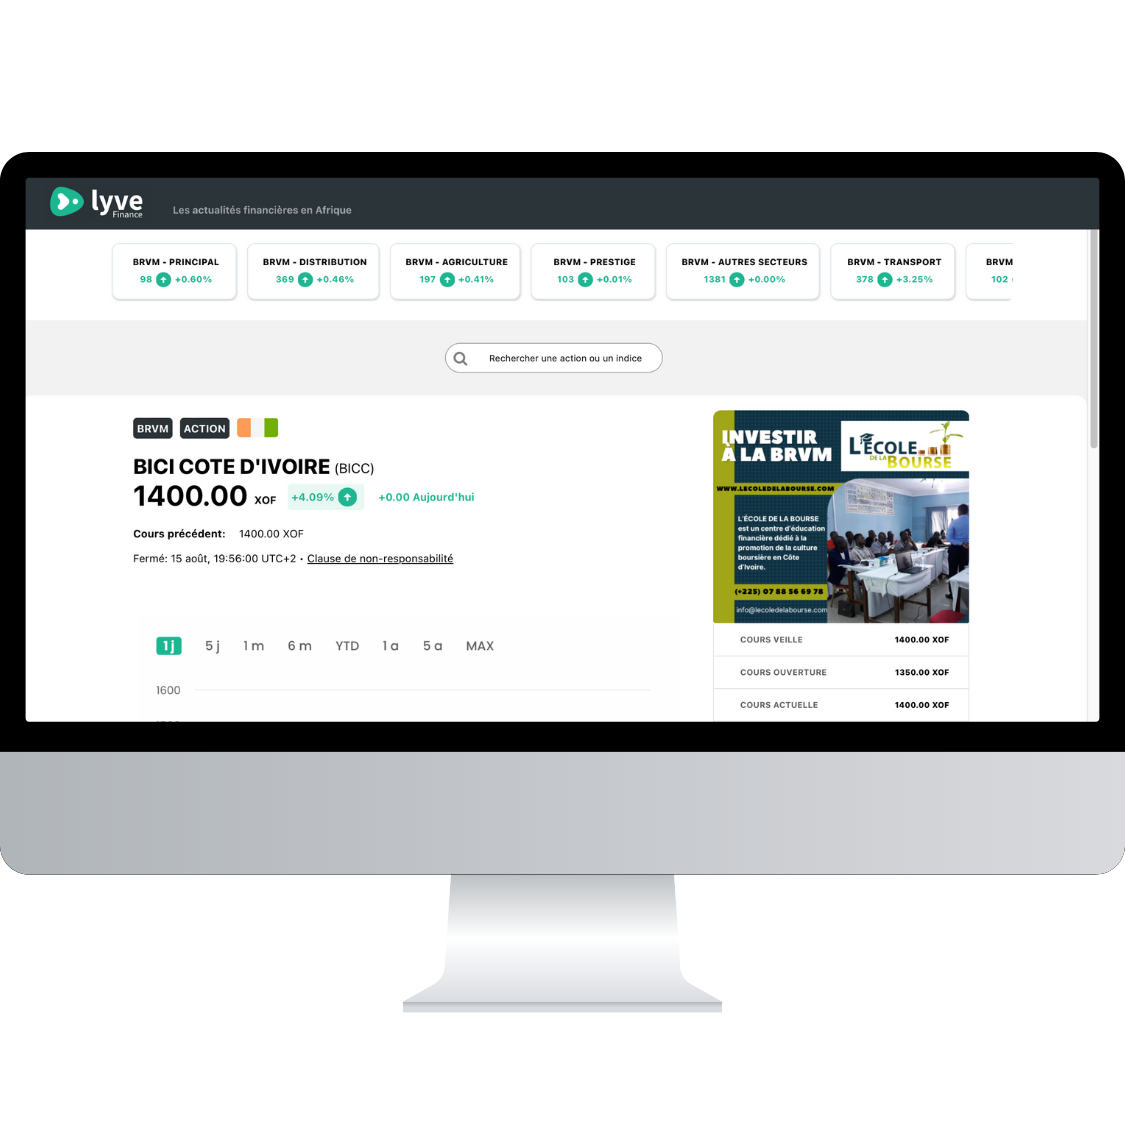 lyve
Finance
Les actualités financières en Afrique
BRVM - PRINCIPAL
98 +0.60%
BRVM - DISTRIBUTION
369 +0.46%
BRVM - AGRICULTURE
197 +0.41%
BRVM - PRESTIGE
103 +0.01%
BRVM - AUTRES SECTEURS
1381 +0.00%
BRVM - TRANSPORT
378 +3.25%
BRVM
102
Rechercher une action ou un indice
BRVM ACTION
BICI COTE D'IVOIRE (BICC)
1400.00 XOF +4.09% +0.00 Aujourd'hui
Cours précédent: 1400.00 XOF
Fermé: 15 août, 19:56:00 UTC+2 • Clause de non-responsabilité
1 j 5 j 1 m 6 m YTD 1 a 5 a MAX
1600
INVESTIR
À LA BRVM
L'ÉCOLE
DE LA BOURSE
WWW.LECOLEDELABOURSE.COM
L'ÉCOLE DE LA BOURSE
est un centre d'éducation
financière dédié à la
promotion de la culture
boursière en Côte
d'Ivoire.
(+225) 07 88 56 69 78
info@lecoledelabourse.com
COURS VEILLE 1400.00 XOF
COURS OUVERTURE 1350.00 XOF
COURS ACTUELLE 1400.00 XOF